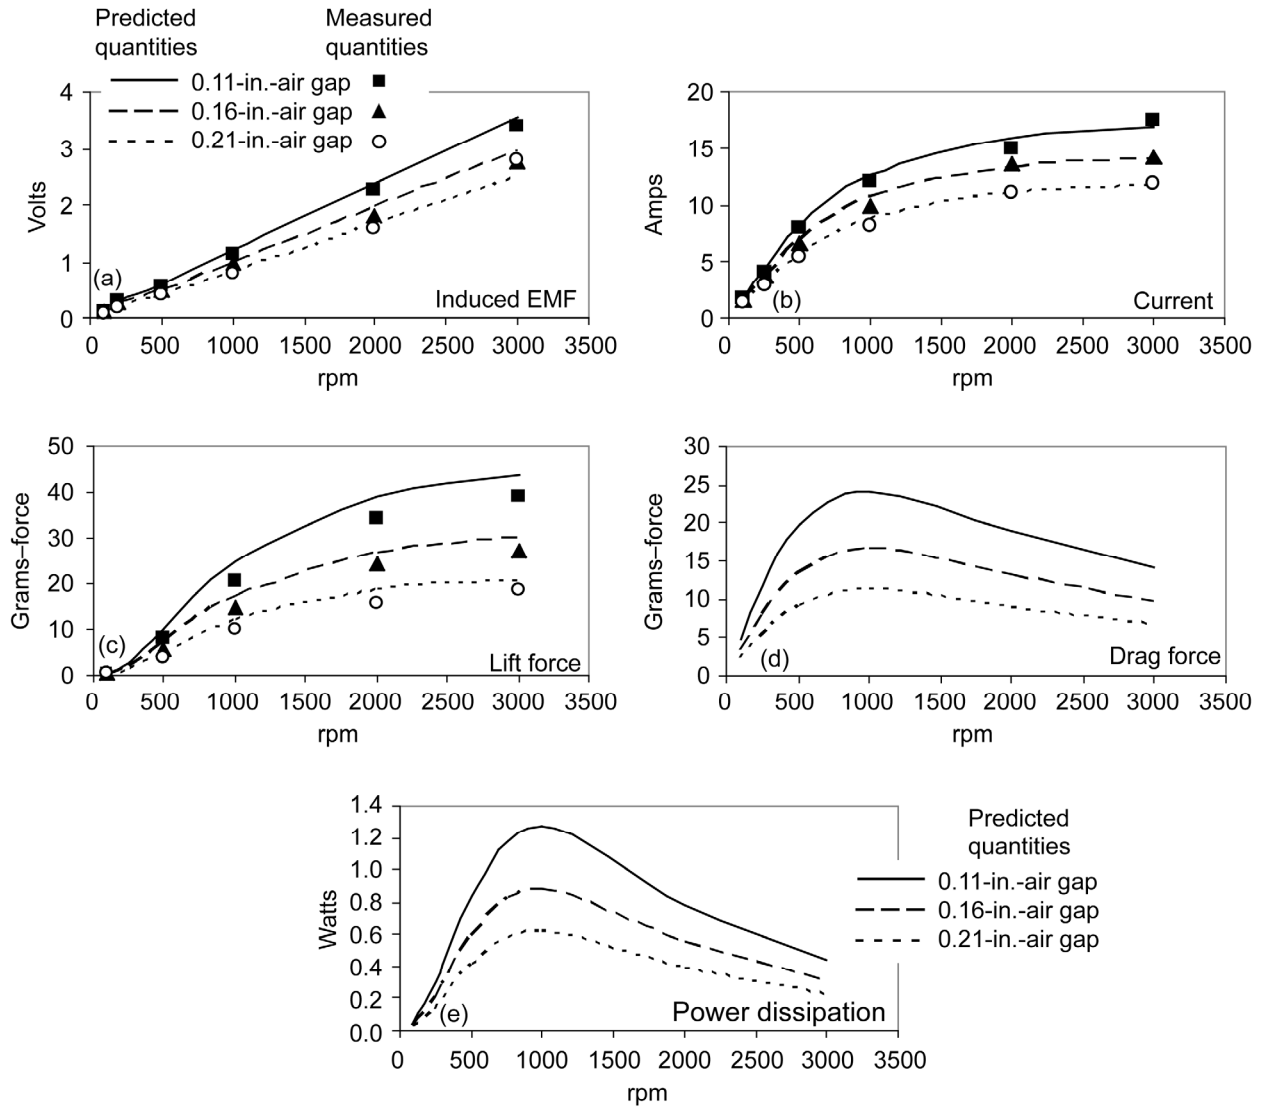 Predicted quantities
Measured quantities
0.11-in.-air gap
0.16-in.-air gap
0.21-in.-air gap
4
3
2
1
0
Volts
(a)
Induced EMF
0 500 1000 1500 2000 2500 3000 3500
rpm
20
15
10
5
0
Amps
(b)
Current
0 500 1000 1500 2000 2500 3000 3500
rpm
50
40
30
20
10
0
Grams–force
(c)
Lift force
0 500 1000 1500 2000 2500 3000 3500
rpm
30
25
20
15
10
5
0
Grams–force
(d)
Drag force
0 500 1000 1500 2000 2500 3000 3500
rpm
1.4
1.2
1.0
0.8
0.6
0.4
0.2
0.0
Watts
(e)
Power dissipation
0 500 1000 1500 2000 2500 3000 3500
rpm
Predicted
quantities
0.11-in.-air gap
0.16-in.-air gap
0.21-in.-air gap